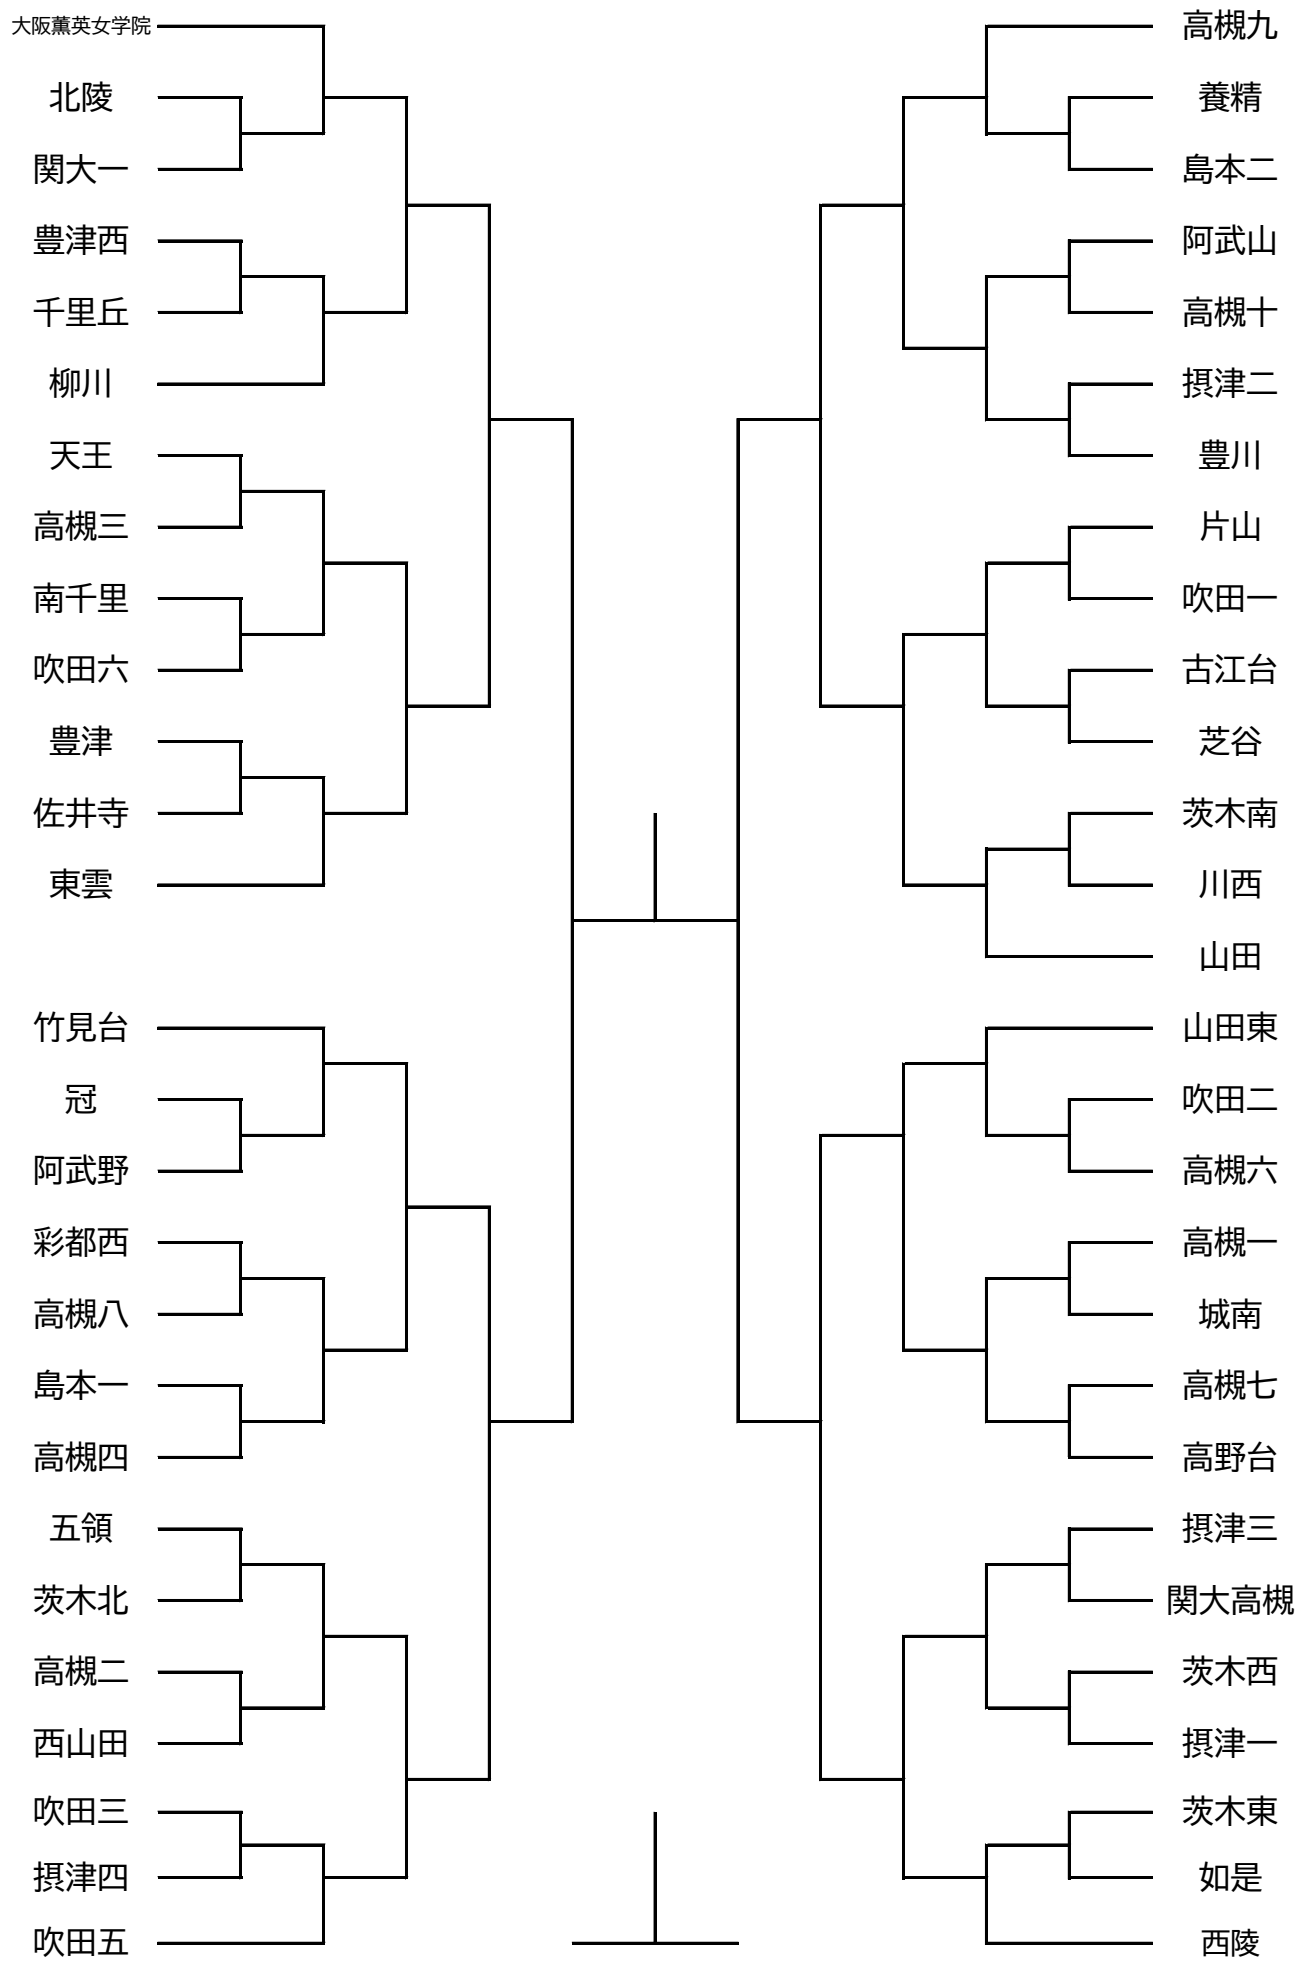 大阪薫英女学院
北陵
関大一
豊津西
千里丘
柳川
天王
高槻三
南千里
吹田六
豊津
佐井寺
東雲
竹見台
冠
阿武野
彩都西
高槻八
島本一
高槻四
五領
茨木北
高槻二
西山田
吹田三
摂津四
吹田五
高槻九
養精
島本二
阿武山
高槻十
摂津二
豊川
片山
吹田一
古江台
芝谷
茨木南
川西
山田
山田東
吹田二
高槻六
高槻一
城南
高槻七
高野台
摂津三
関大高槻
茨木西
摂津一
茨木東
如是
西陵